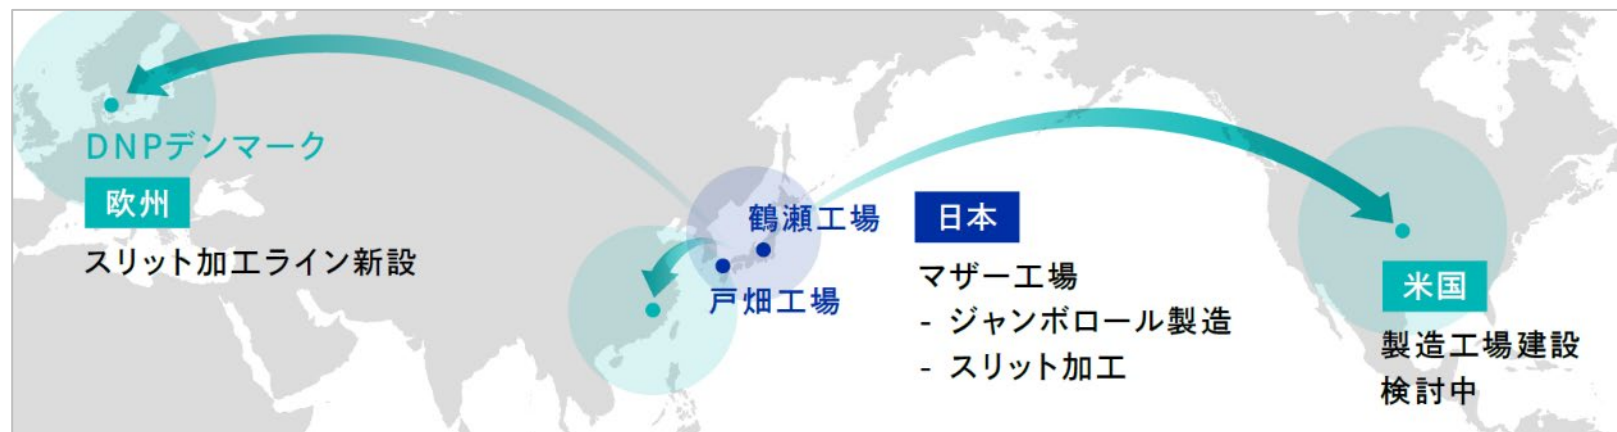 DNPデンマーク
欧州
スリット加工ライン新設
鶴瀬工場
戸畑工場
日本
マザー工場
- ジャンボロール製造
- スリット加工
米国
製造工場建設
検討中